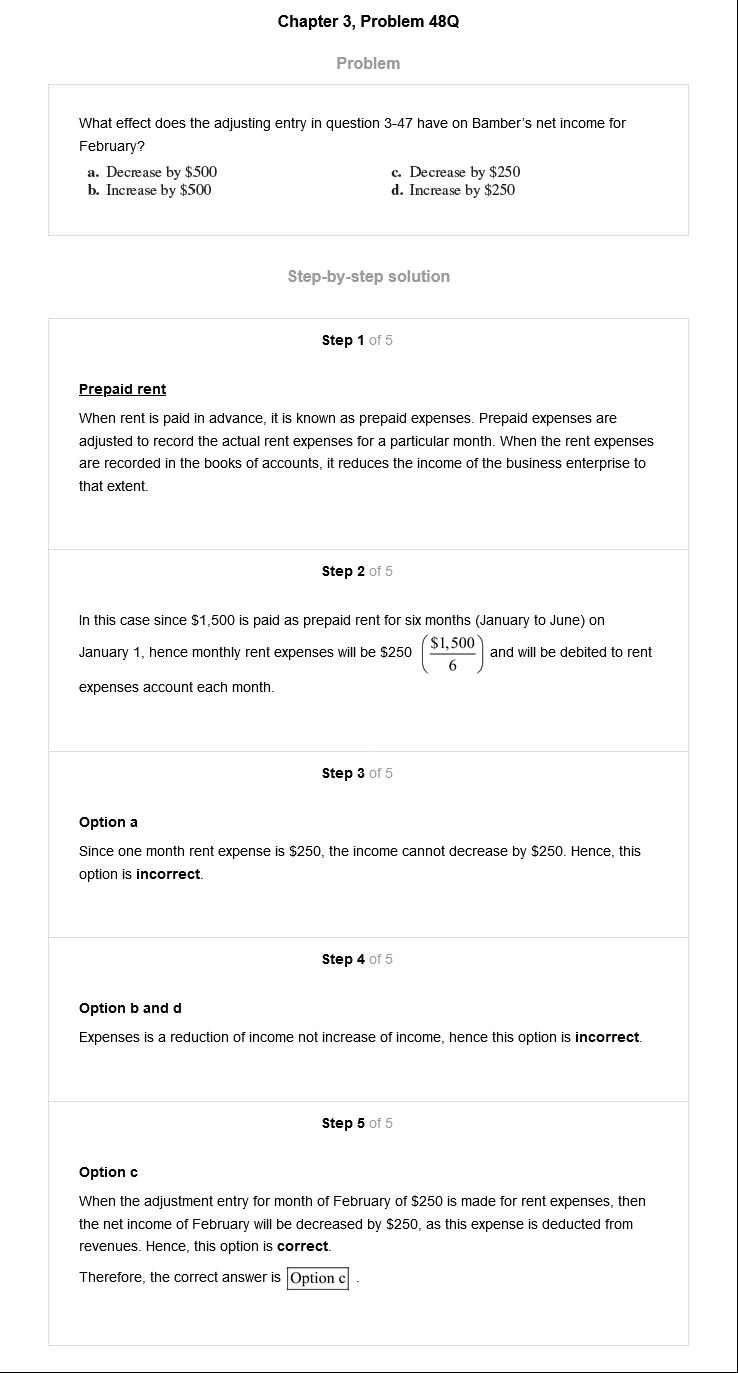 Chapter 3, Problem 48Q
Problem
What effect does the adjusting entry in question 3-47 have on Bamber's net income for
February?
a. Decrease by $500
c. Decrease by $250
b. Increase by $500
d. Increase by $250
Step-by-step solution
Step 1 of 5
Prepaid rent
When rent is paid in advance, it is known as prepaid expenses. Prepaid expenses are
adjusted to record the actual rent expenses for a particular month. When the rent expenses
are recorded in the books of accounts, it reduces the income of the business enterprise to
that extent.
Step 2 of 5
In this case since $1,500 is paid as prepaid rent for six months (January to June) on
January 1, hence monthly rent expenses will be $250 ($1,500/6) and will be debited to rent
expenses account each month.
Step 3 of 5
Option a
Since one month rent expense is $250, the income cannot decrease by $250. Hence, this
option is incorrect.
Step 4 of 5
Option b and d
Expenses is a reduction of income not increase of income, hence this option is incorrect.
Step 5 of 5
Option c
When the adjustment entry for month of February of $250 is made for rent expenses, then
the net income of February will be decreased by $250, as this expense is deducted from
revenues. Hence, this option is correct.
Therefore, the correct answer is Option c .